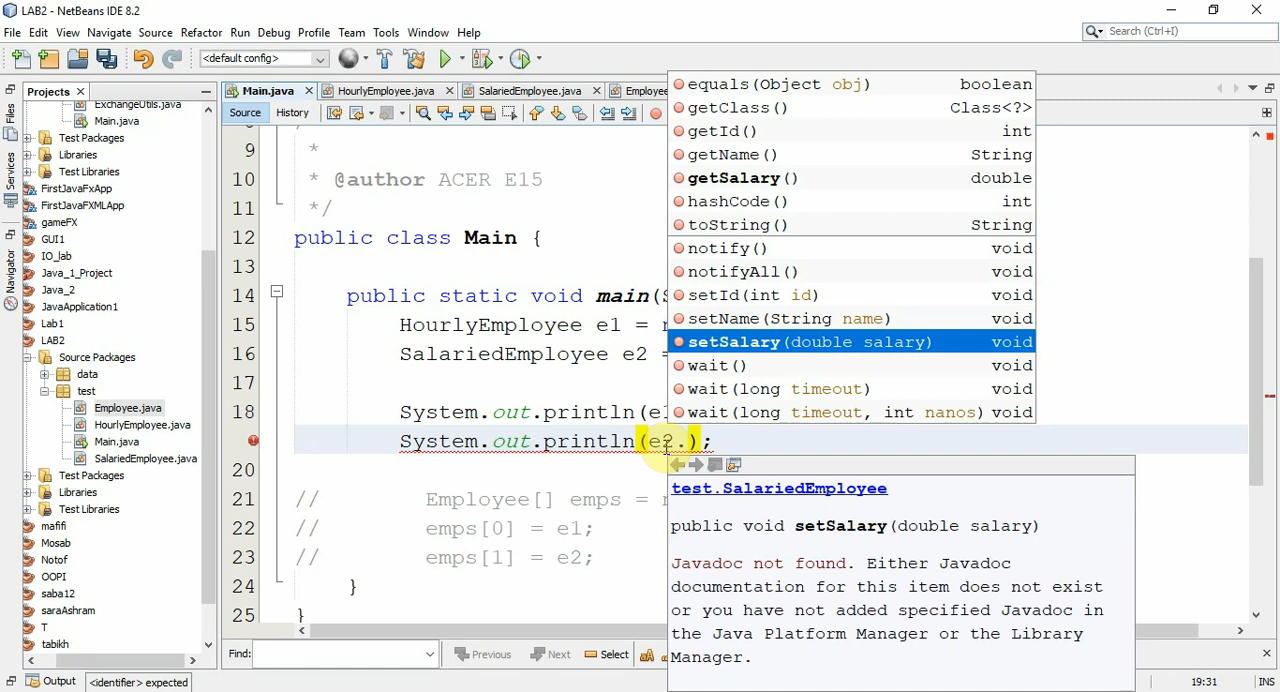 LAB2 - NetBeans IDE 8.2
File Edit View Navigate Source Refactor Run Debug Profile Team Tools Window Help
Search (Ctrl+I)
<default config>
Projects
Main.java HourlyEmployee.java SalariedEmployee.java Employee
Source History
Files
Services
Navigator
ExchangeUtils.java
Main.java
Test Packages
Libraries
Test Libraries
FirstJavaFxApp
FirstJavaFXMLApp
gameFX
GUI1
IO_lab
Java_1_Project
Java_2
JavaApplication1
Lab1
LAB2
Source Packages
data
test
Employee.java
HourlyEmployee.java
Main.java
SalariedEmployee.java
Test Packages
Libraries
Test Libraries
mafifi
Mosab
Notof
OOPI
saba12
saraAshram
T
tabikh
9 *
10 * @author ACER E15
11 */
12 public class Main {
13
14 public static void main(S
15 HourlyEmployee e1 = n
16 SalariedEmployee e2 =
17
18 System.out.println(e1
System.out.println(e2.);
20
21 // Employee[] emps = n
22 // emps[0] = e1;
23 // emps[1] = e2;
24 }
25 }
equals(Object obj) boolean
getClass() Class<?>
getId() int
getName() String
getSalary() double
hashCode() int
toString() String
notify() void
notifyAll() void
setId(int id) void
setName(String name) void
setSalary(double salary) void
wait() void
wait(long timeout) void
wait(long timeout, int nanos) void
test.SalariedEmployee
public void setSalary(double salary)
Javadoc not found. Either Javadoc
documentation for this item does not exist
or you have not added specified Javadoc in
the Java Platform Manager or the Library
Manager.
Find: Previous Next Select
Output <identifier> expected 19:31 INS